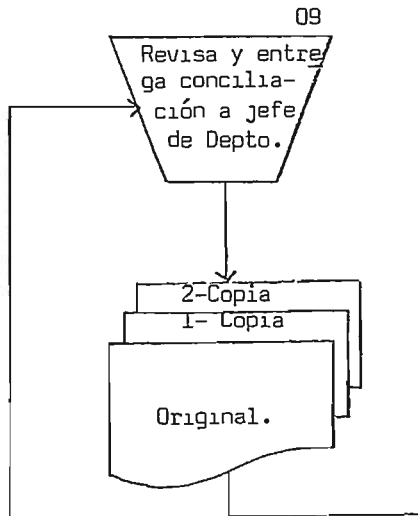 09
Revisa y entre
ga concilia-
ción a jefe
de Depto.
2-Copia
1- Copia
Original.